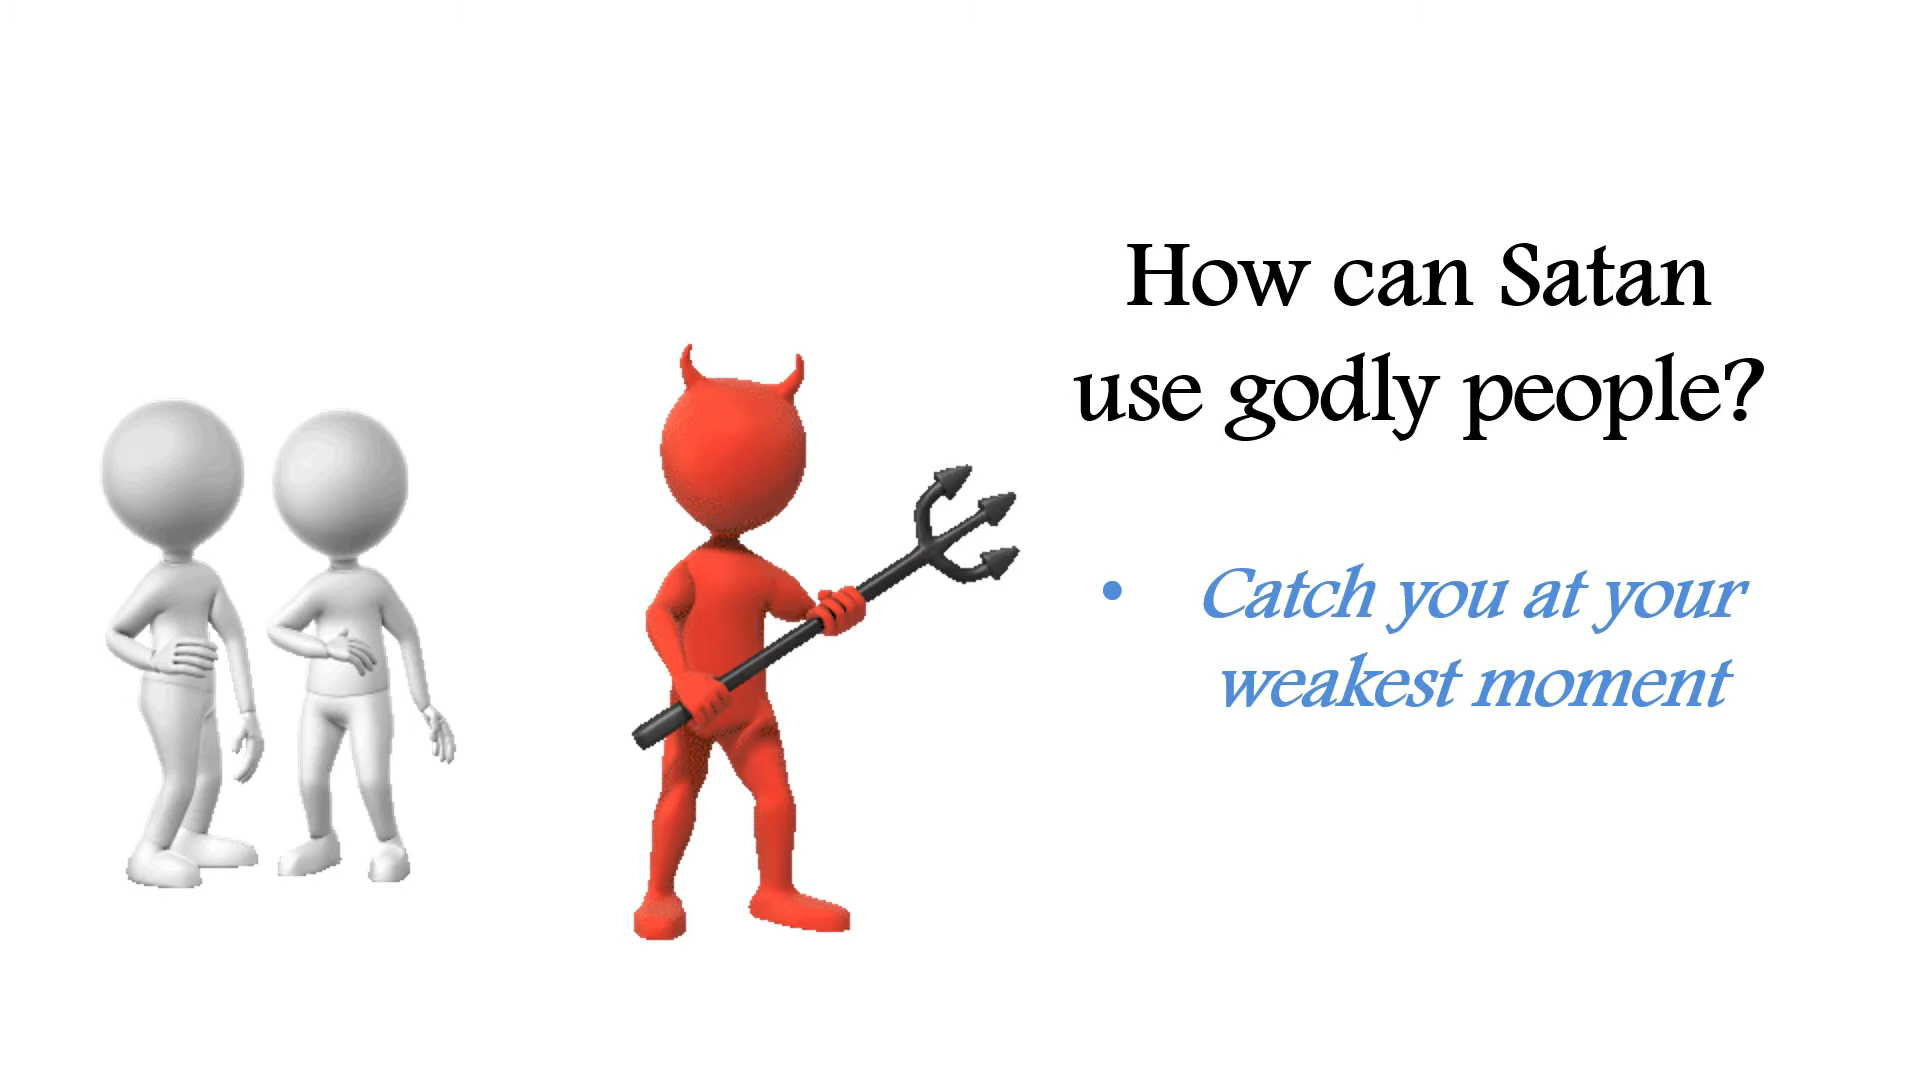 How can Satan
use godly people?
• Catch you at your
weakest moment